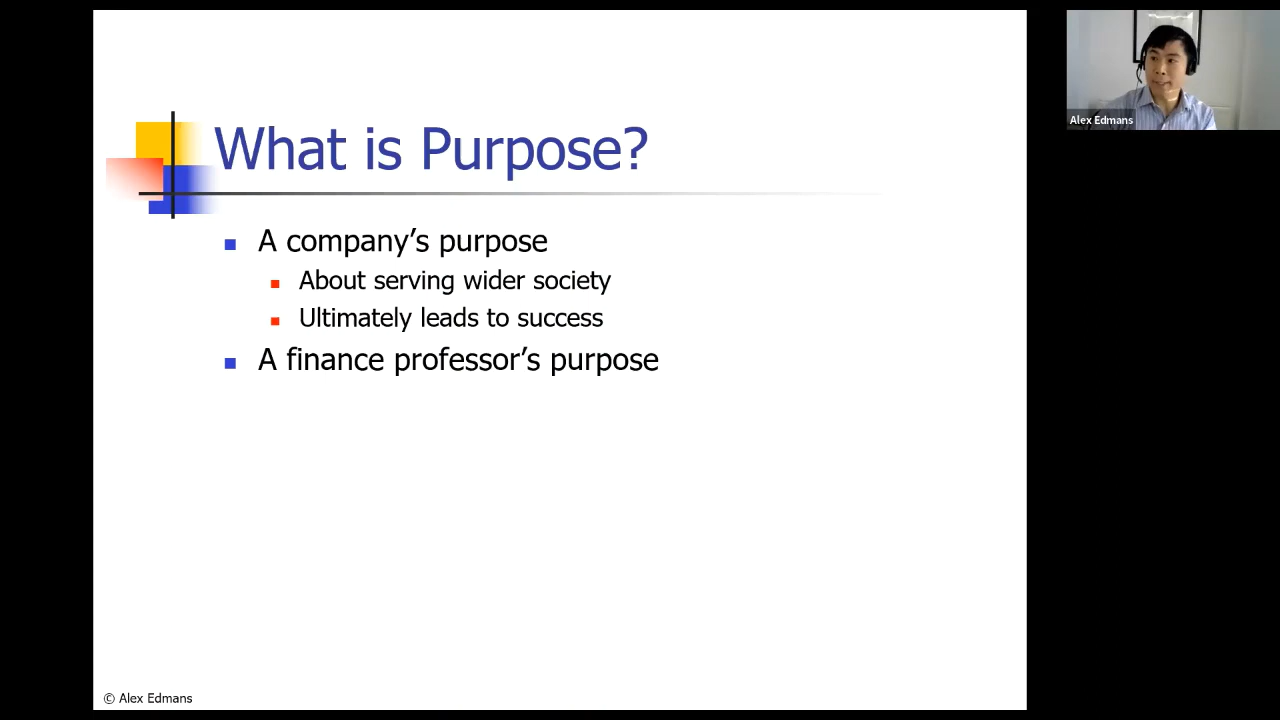 What is Purpose?
A company’s purpose
About serving wider society
Ultimately leads to success
A finance professor’s purpose
© Alex Edmans
Alex Edmans